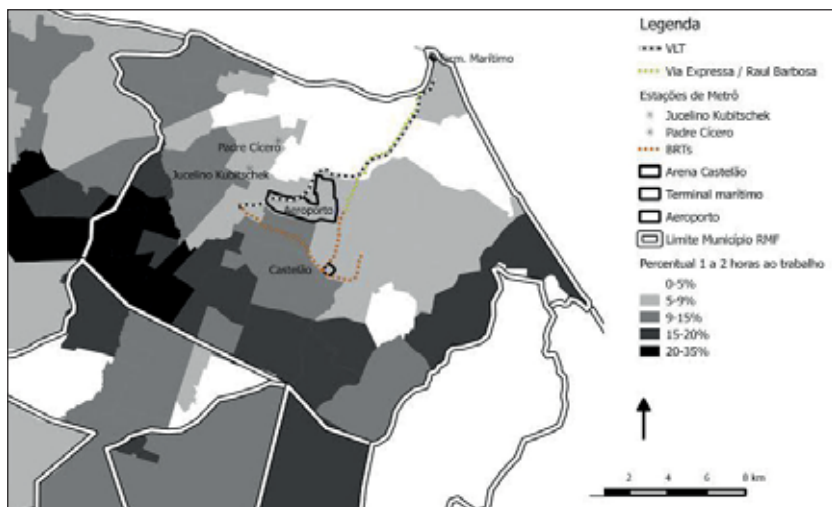 Term. Marítimo
Padre Cícero
Jucelino Kubitschek
Aeroporto
Castelão
Legenda
VLT
Via Expressa / Raul Barbosa
Estações de Metrô
Jucelino Kubitschek
Padre Cícero
BRTs
Arena Castelão
Terminal marítimo
Aeroporto
Limite Município RMF
Percentual 1 a 2 horas ao trabalho
0-5%
5-9%
9-15%
15-20%
20-35%
2 4 6 8 km